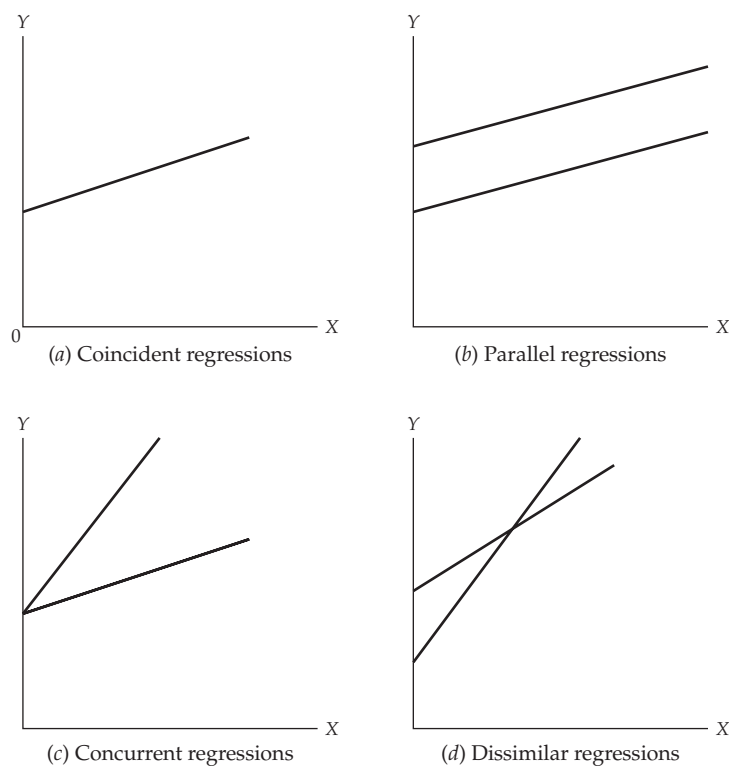 Y
Y
0
X
X
(a) Coincident regressions
(b) Parallel regressions
Y
Y
X
X
(c) Concurrent regressions
(d) Dissimilar regressions